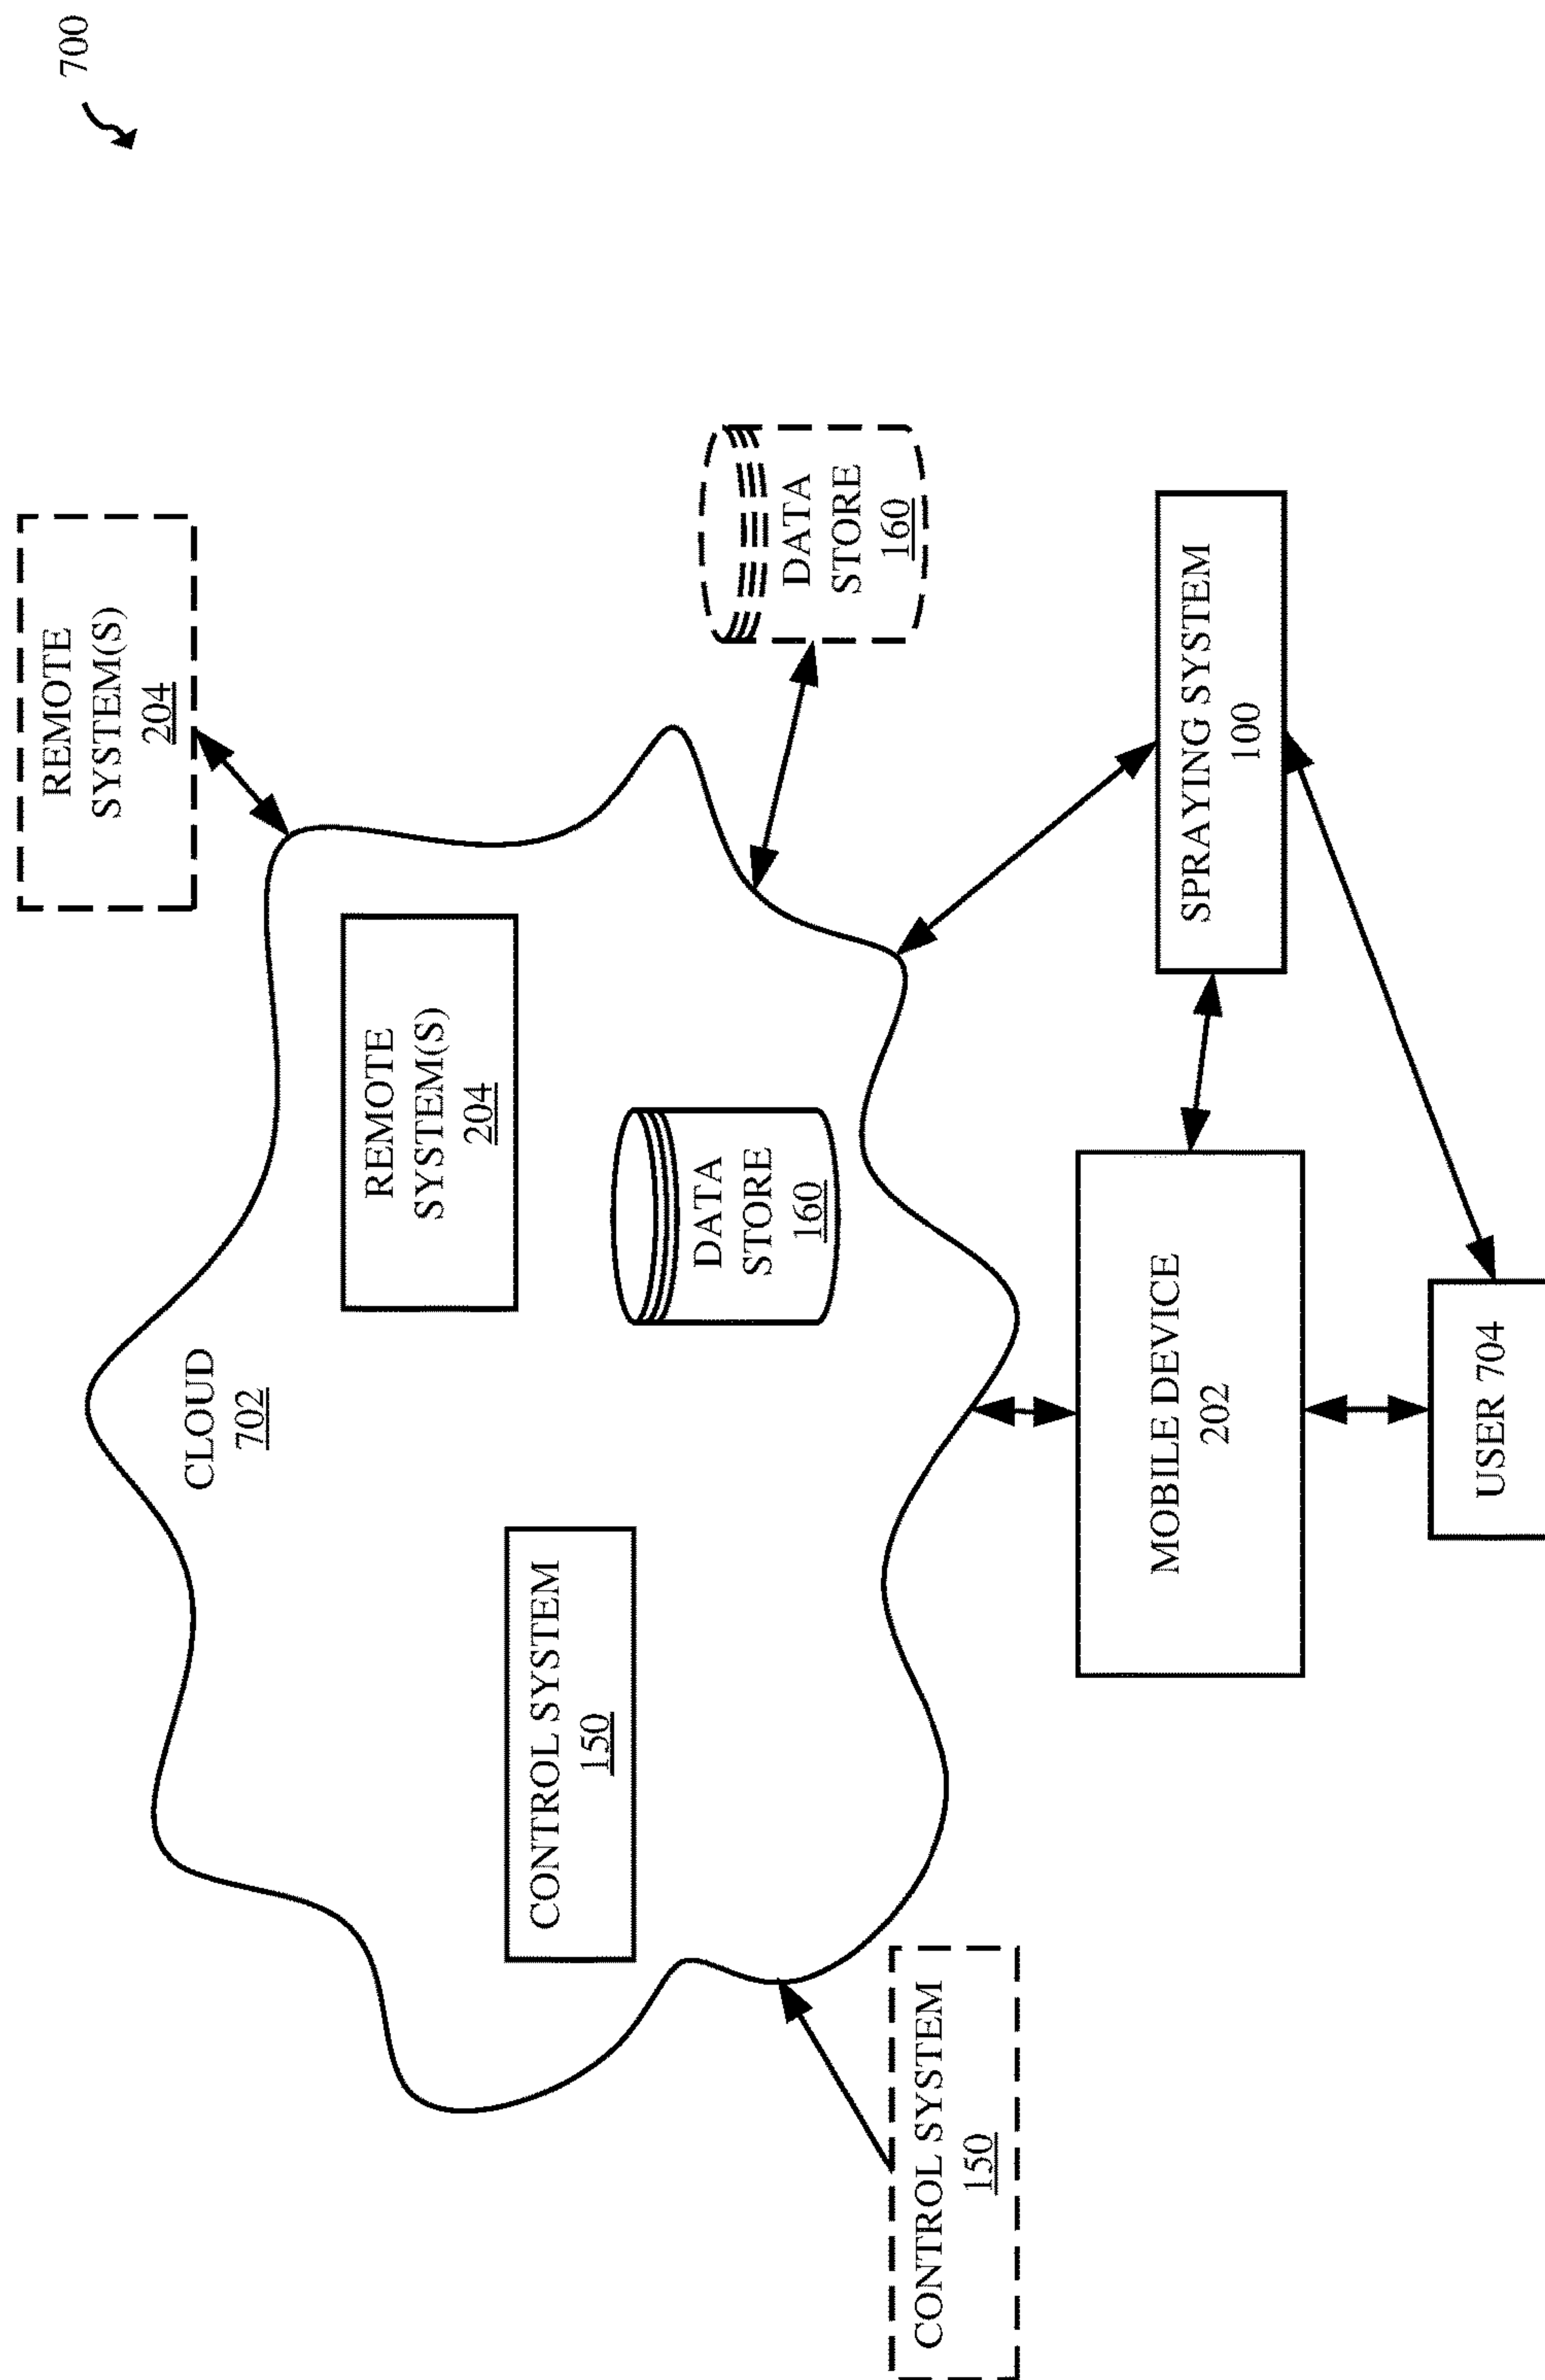 700
REMOTE
SYSTEM(S)
204
CLOUD
702
REMOTE
SYSTEM(S)
204
CONTROL SYSTEM
150
DATA
STORE
160
DATA
STORE
160
CONTROL SYSTEM
150
MOBILE DEVICE
202
SPRAYING SYSTEM
100
USER 704